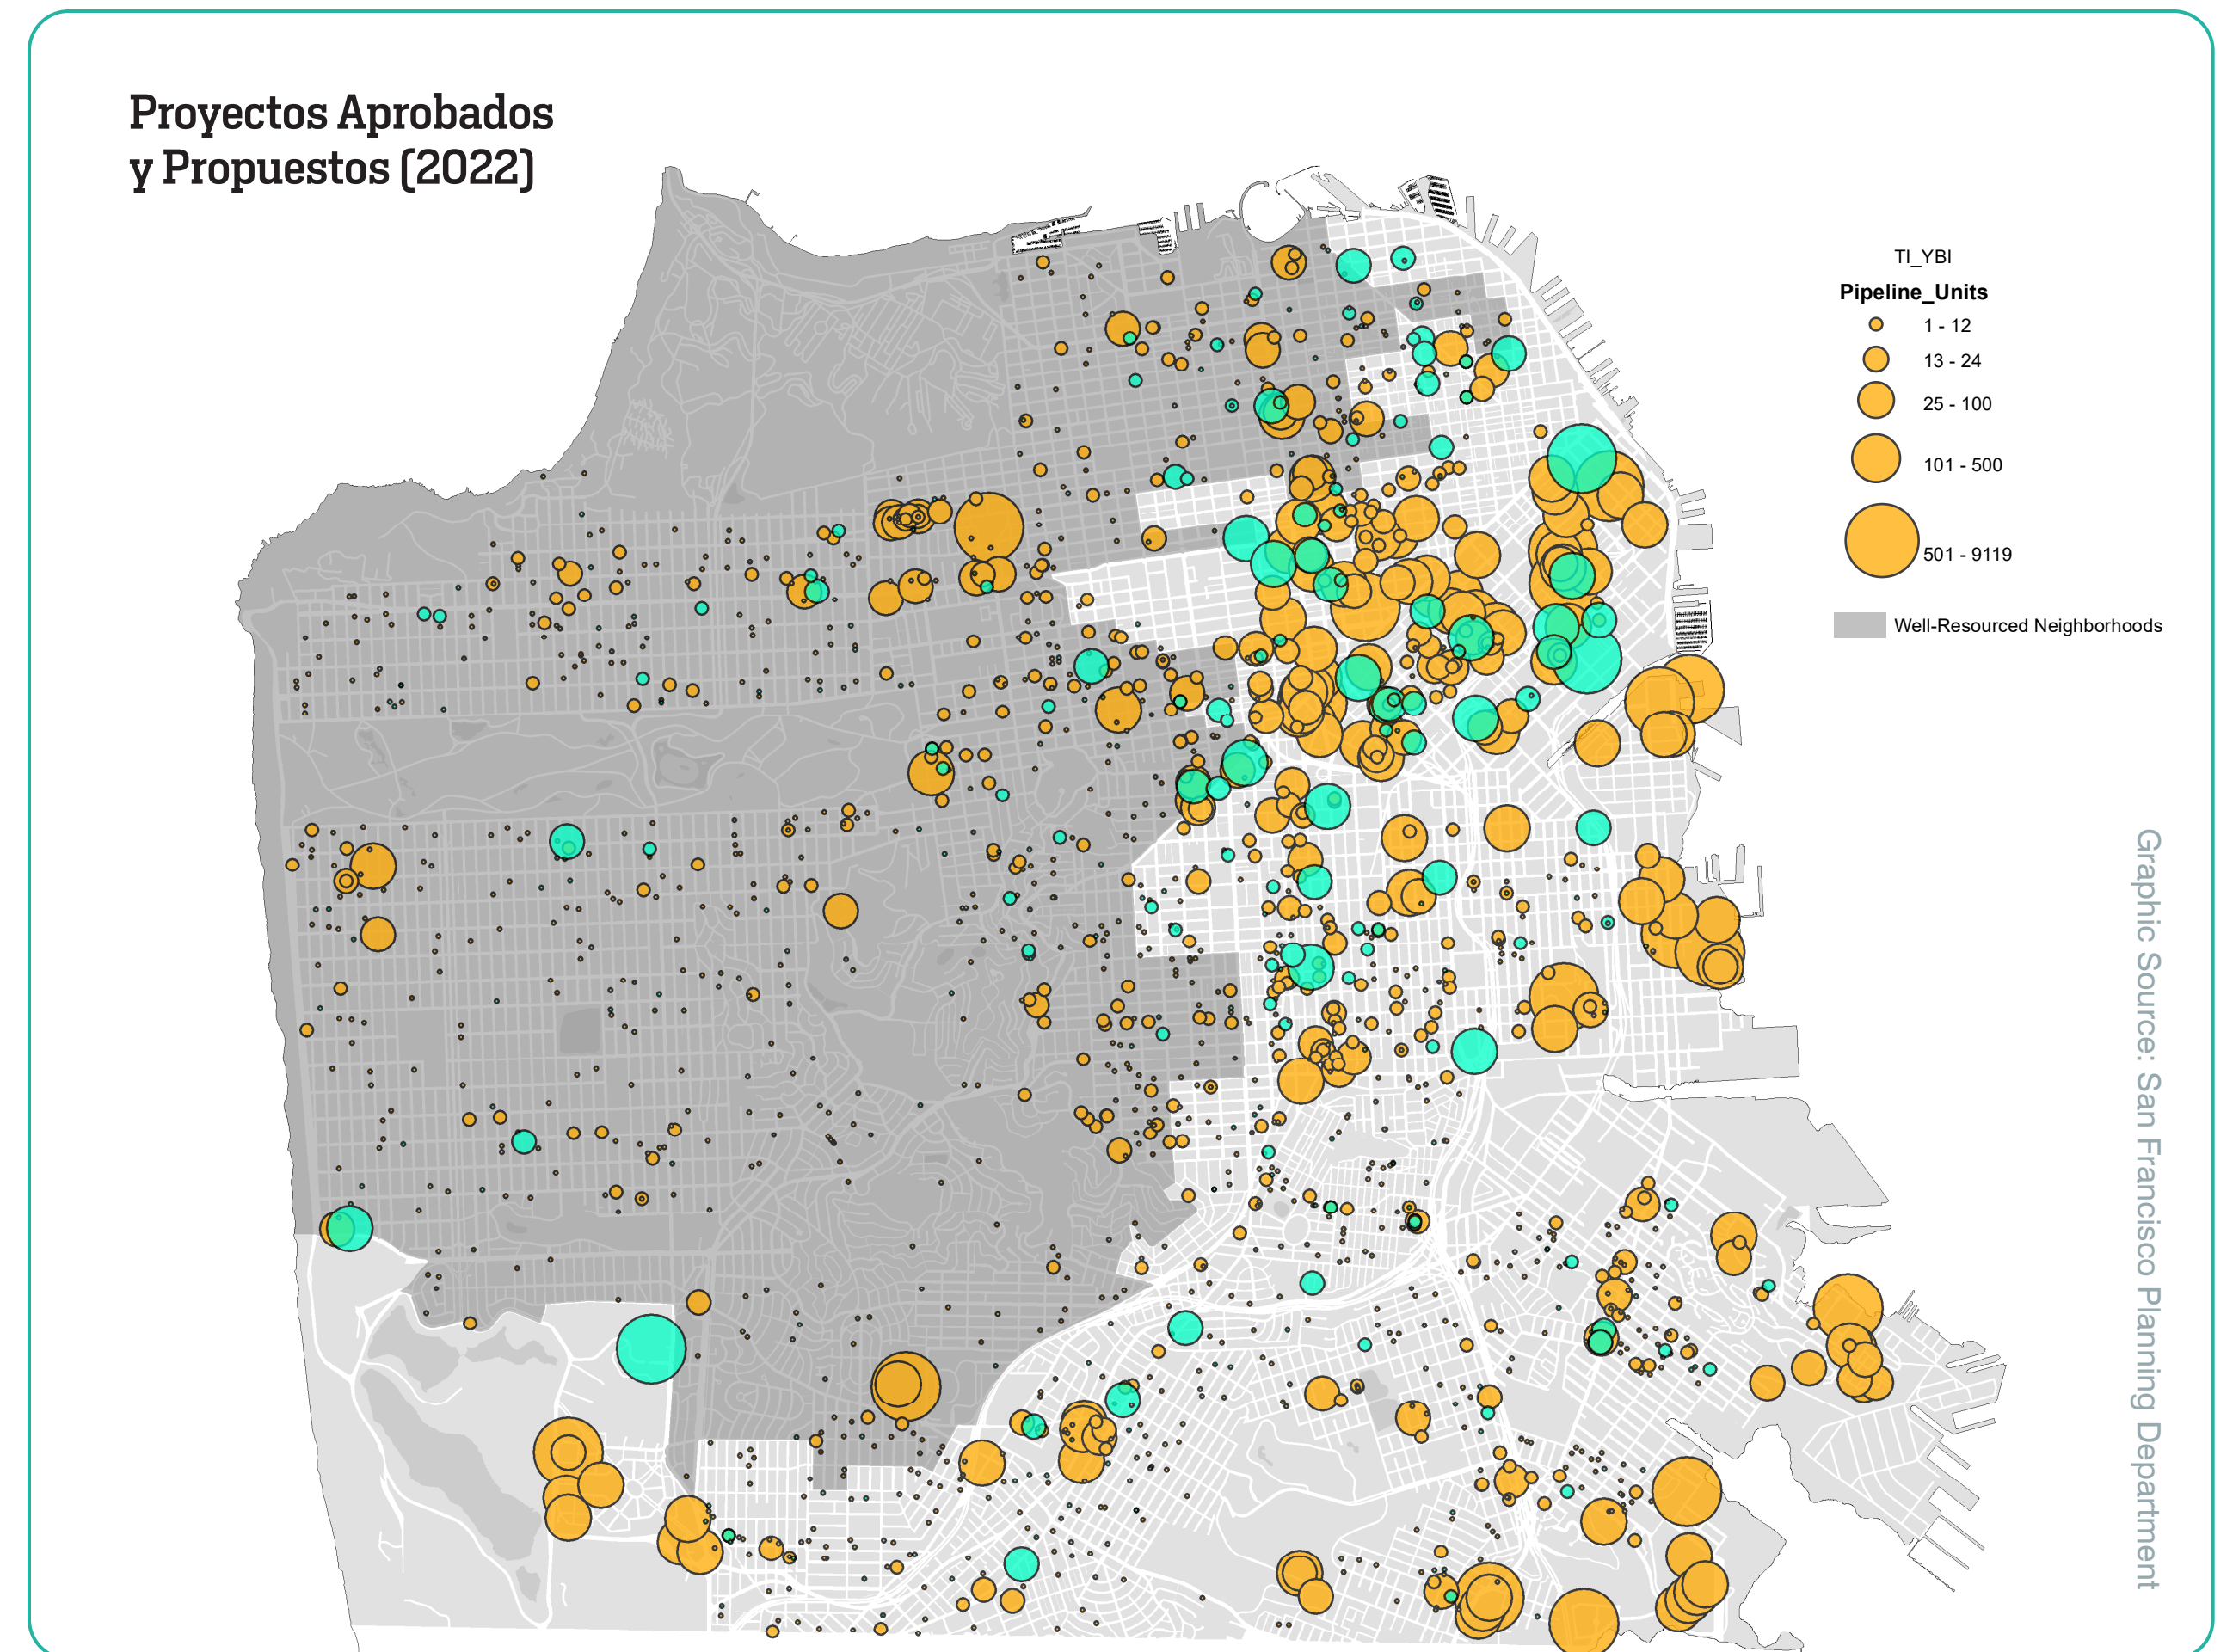 Proyectos Aprobados
y Propuestos (2022)
TI_YBI
Pipeline_Units
1 - 12
13 - 24
25 - 100
101 - 500
501 - 9119
Well-Resourced Neighborhoods
Graphic Source: San Francisco Planning Department